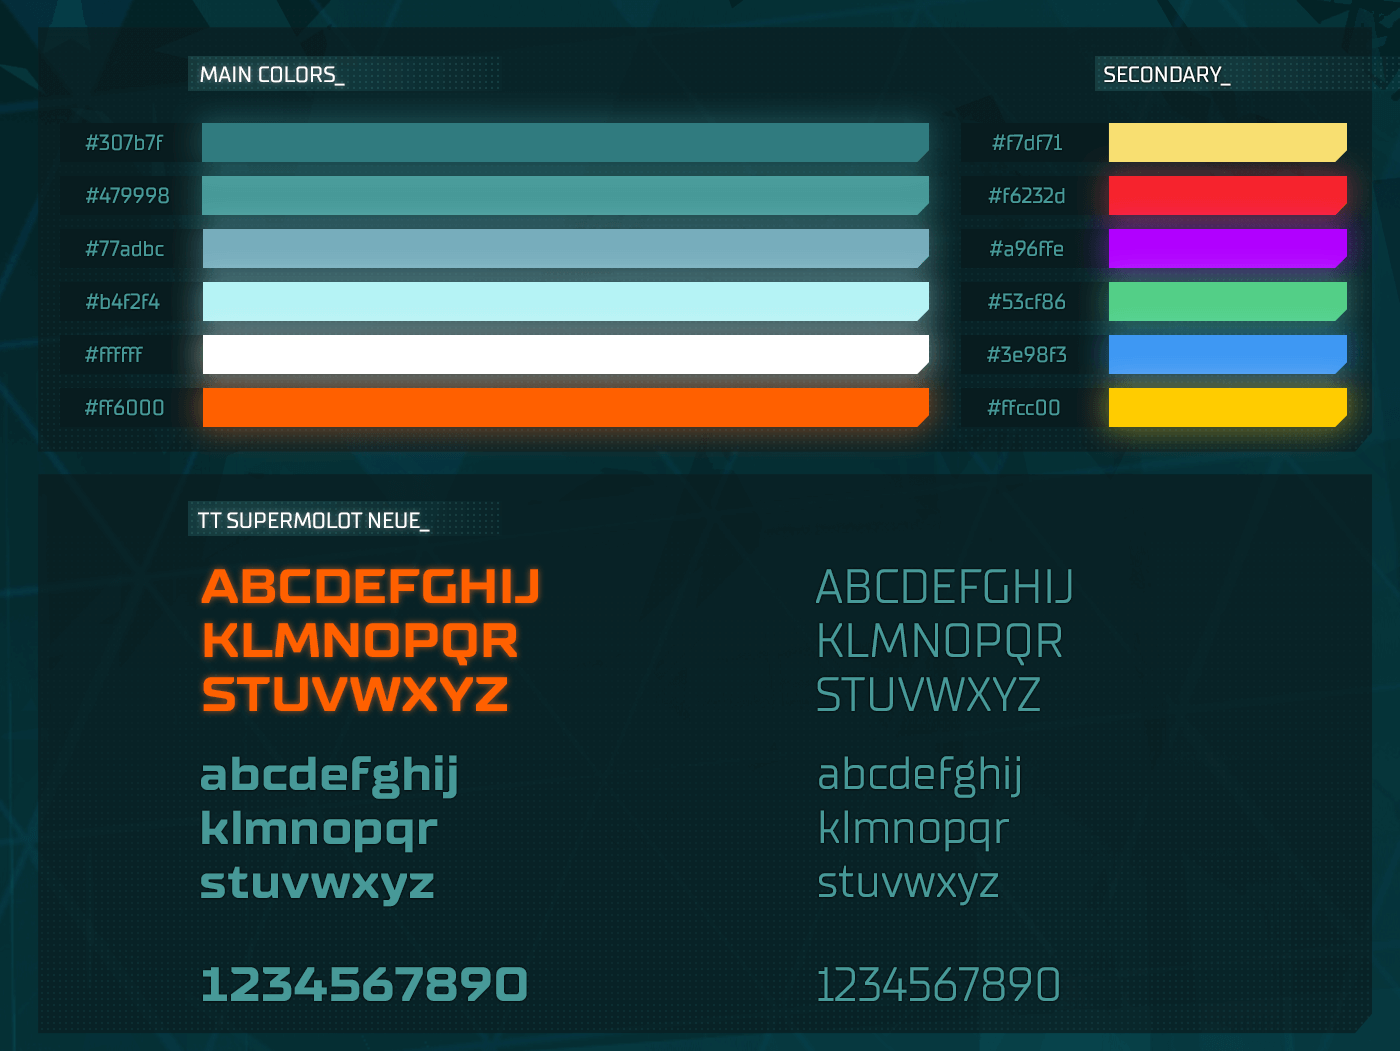 MAIN COLORS_
#307b7f
#479998
#77adbc
#b4f2f4
#ffffff
#ff6000
SECONDARY_
#f7df71
#f6232d
#a96ffe
#53cf86
#3e98f3
#ffcc00
TT SUPERMOLOT NEUE_
ABCDEFGHIJ
KLMNOPQR
STUVWXYZ
abcdefghij
klmnopqr
stuvwxyz
1234567890
ABCDEFGHIJ
KLMNOPQR
STUVWXYZ
abcdefghij
klmnopqr
stuvwxyz
1234567890